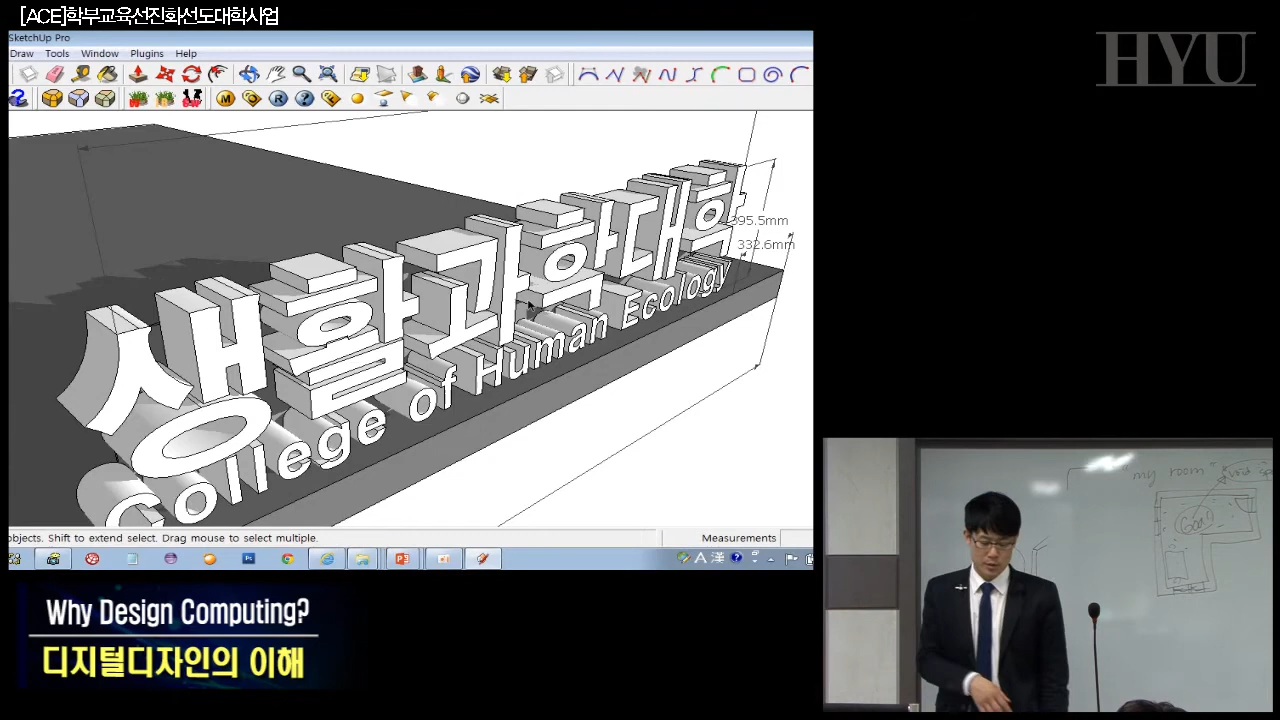 [ACE]학부교육선진화선도대학사업
HYU
SketchUp Pro
Draw Tools Window Plugins Help
395.5mm
332.6mm
생활과학대학
College of Human Ecology
objects. Shift to extend select. Drag mouse to select multiple.
Measurements
A 漢
"my room"
Why Design Computing?
디지털디자인의 이해